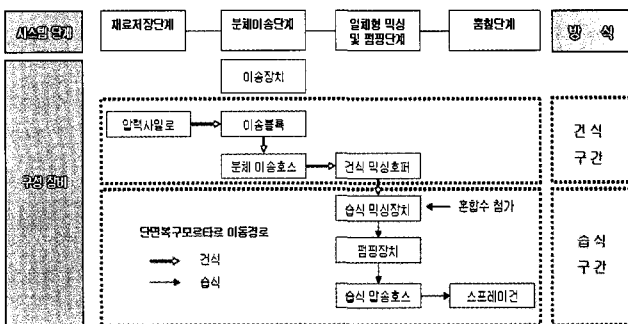 시스템 단계
재료저장단계
분체이송단계
일체형 믹싱
및 펌핑단계
뿜칠단계
방 식
구성 장비
이송장치
압력사일로
이송블록
분체 이송호스
건식 믹싱호퍼
건식
구간
습식 믹싱장치
혼합수 첨가
펌핑장치
습식 압송호스
스프레이건
습식
구간
단면복구모르타르 이동경로
건식
습식